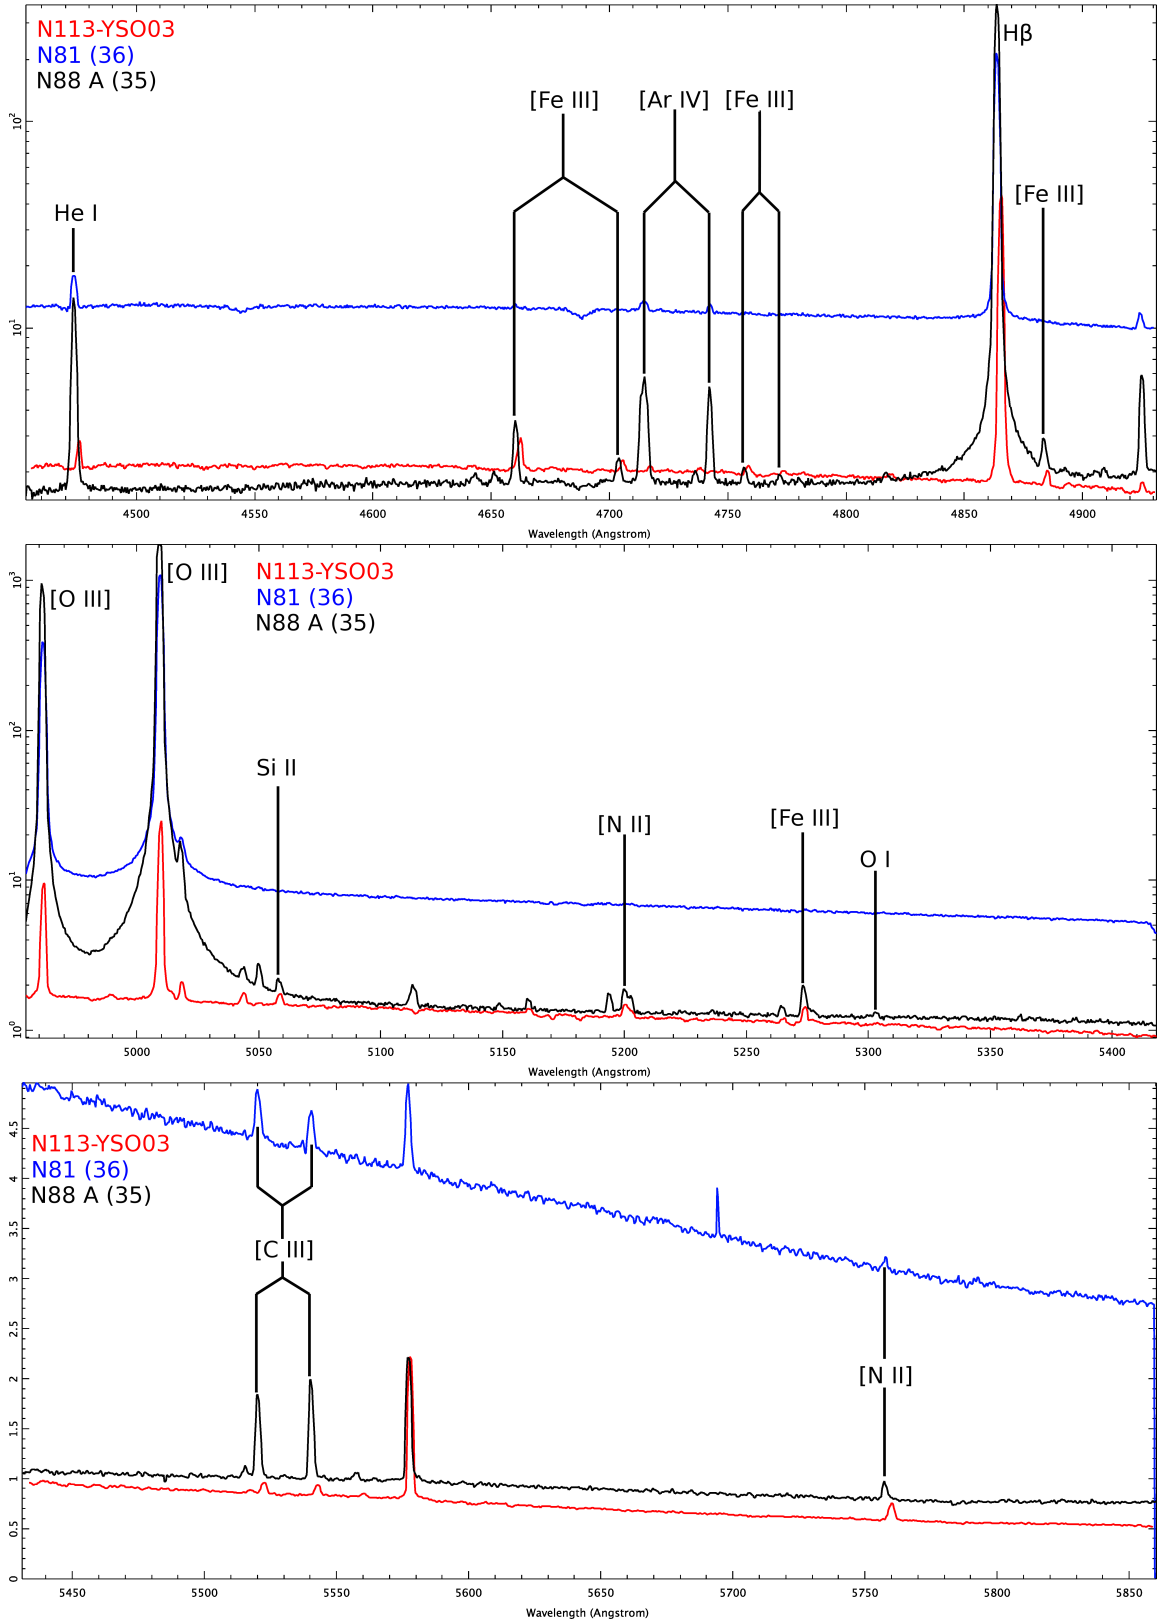 N113-YSO03
N81 (36)
N88 A (35)
Hβ
[Fe III] [Ar IV] [Fe III]
[Fe III]
He I
10²
10¹
4500 4550 4600 4650 4700 4750 4800 4850 4900
Wavelength (Angstrom)
[O III]
[O III]
N113-YSO03
N81 (36)
N88 A (35)
Si II
[N II]
[Fe III]
O I
10³
10²
10¹
10⁰
5000 5050 5100 5150 5200 5250 5300 5350 5400
Wavelength (Angstrom)
N113-YSO03
N81 (36)
N88 A (35)
[C III]
[N II]
4.5
4
3.5
3
2.5
2
1.5
1
0.5
0
5450 5500 5550 5600 5650 5700 5750 5800 5850
Wavelength (Angstrom)